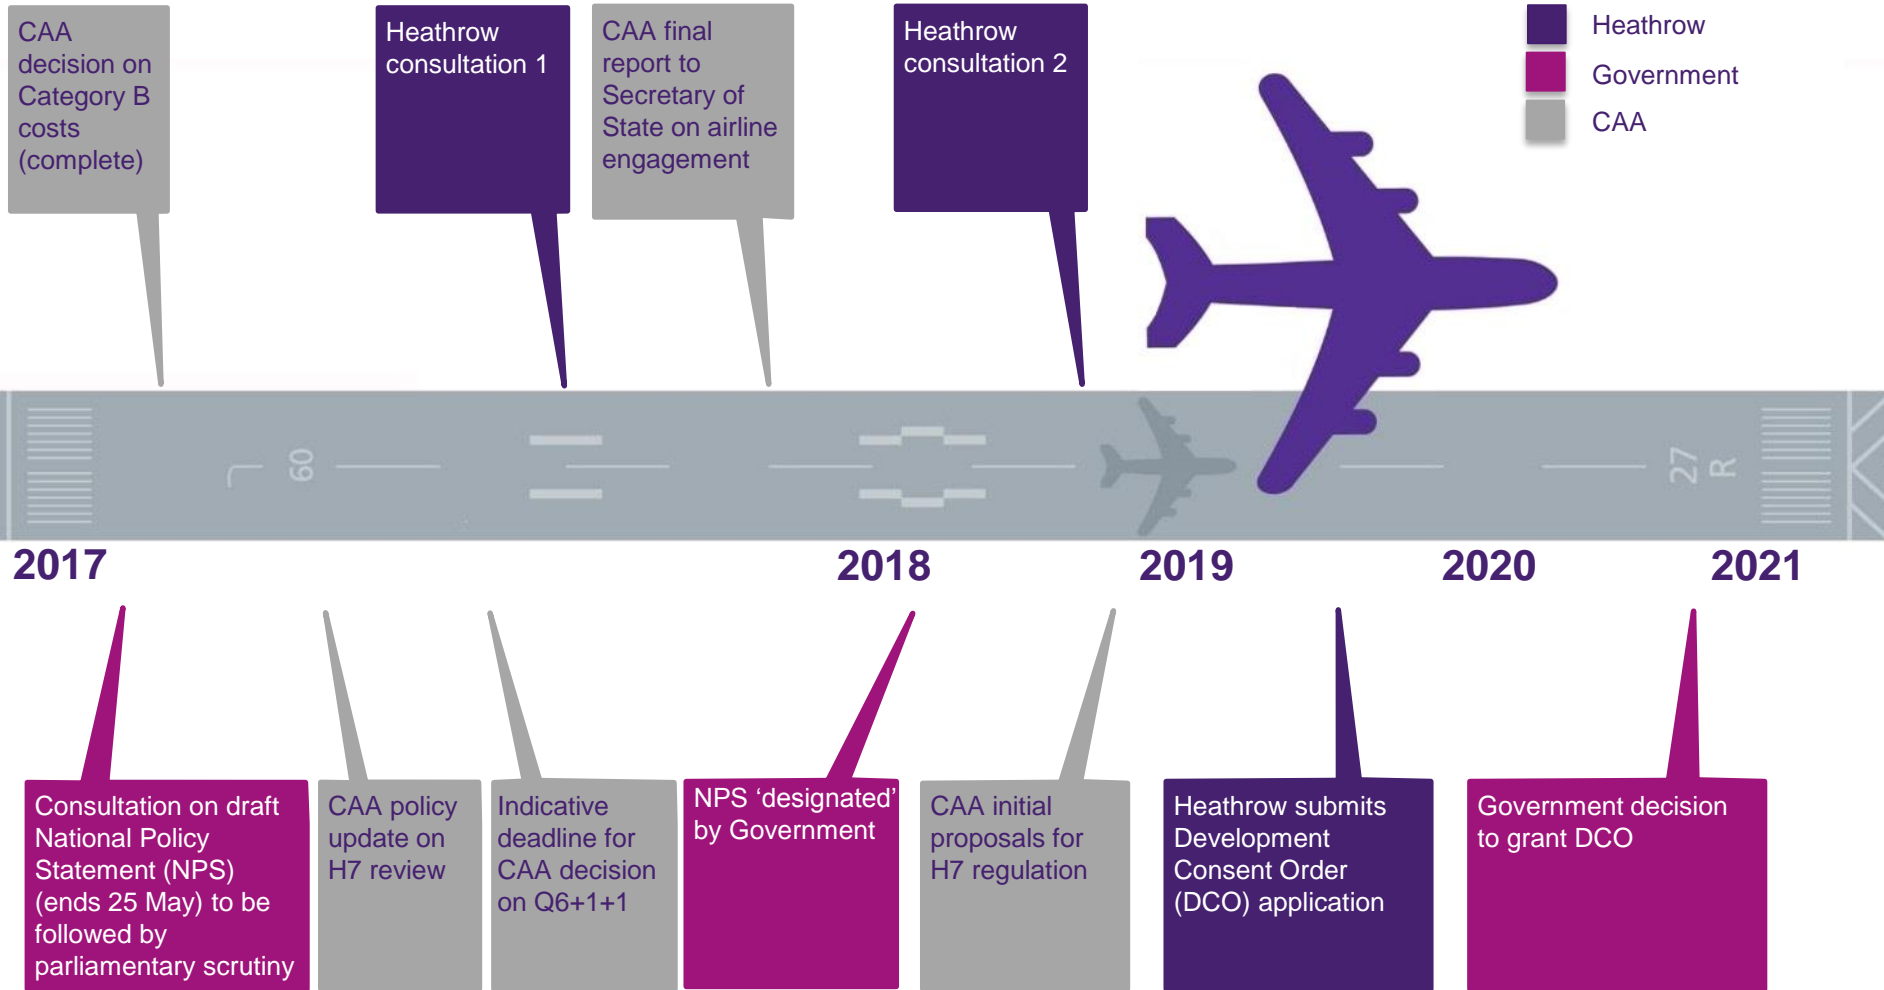 CAA
decision on
Category B
costs
(complete)
Heathrow
consultation 1
CAA final
report to
Secretary of
State on airline
engagement
Heathrow
consultation 2
Heathrow
Government
CAA
09
L
27
R
2017
2018
2019
2020
2021
Consultation on draft
National Policy
Statement (NPS)
(ends 25 May) to be
followed by
parliamentary scrutiny
CAA policy
update on
H7 review
Indicative
deadline for
CAA decision
on Q6+1+1
NPS ‘designated’
by Government
CAA initial
proposals for
H7 regulation
Heathrow submits
Development
Consent Order
(DCO) application
Government decision
to grant DCO